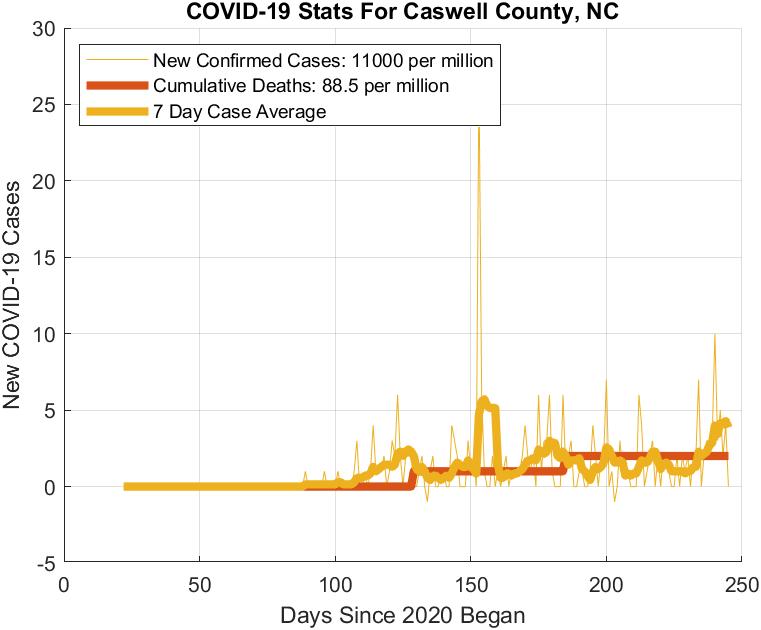 COVID-19 Stats For Caswell County, NC
30
New Confirmed Cases: 11000 per million
Cumulative Deaths: 88.5 per million
7 Day Case Average
25
20
15
10
5
0
-5
New COVID-19 Cases
0 50 100 150 200 250
Days Since 2020 Began